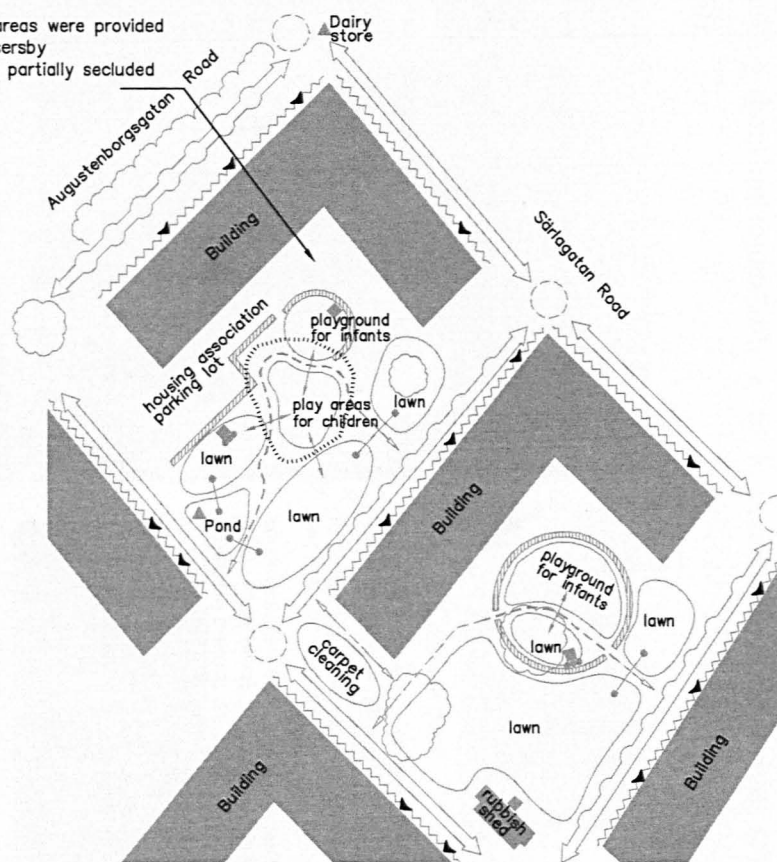 areas were provided
sersby
partially secluded
Dairy
store
Augustenborgsgatan Road
Building
Särlagatan Road
playground
for infants
housing association
parking lot
play areas
for children
lawn
lawn
Pond
lawn
Building
playground
for infants
lawn
lawn
carpet
cleaning
lawn
Building
Building
rubbish
shed